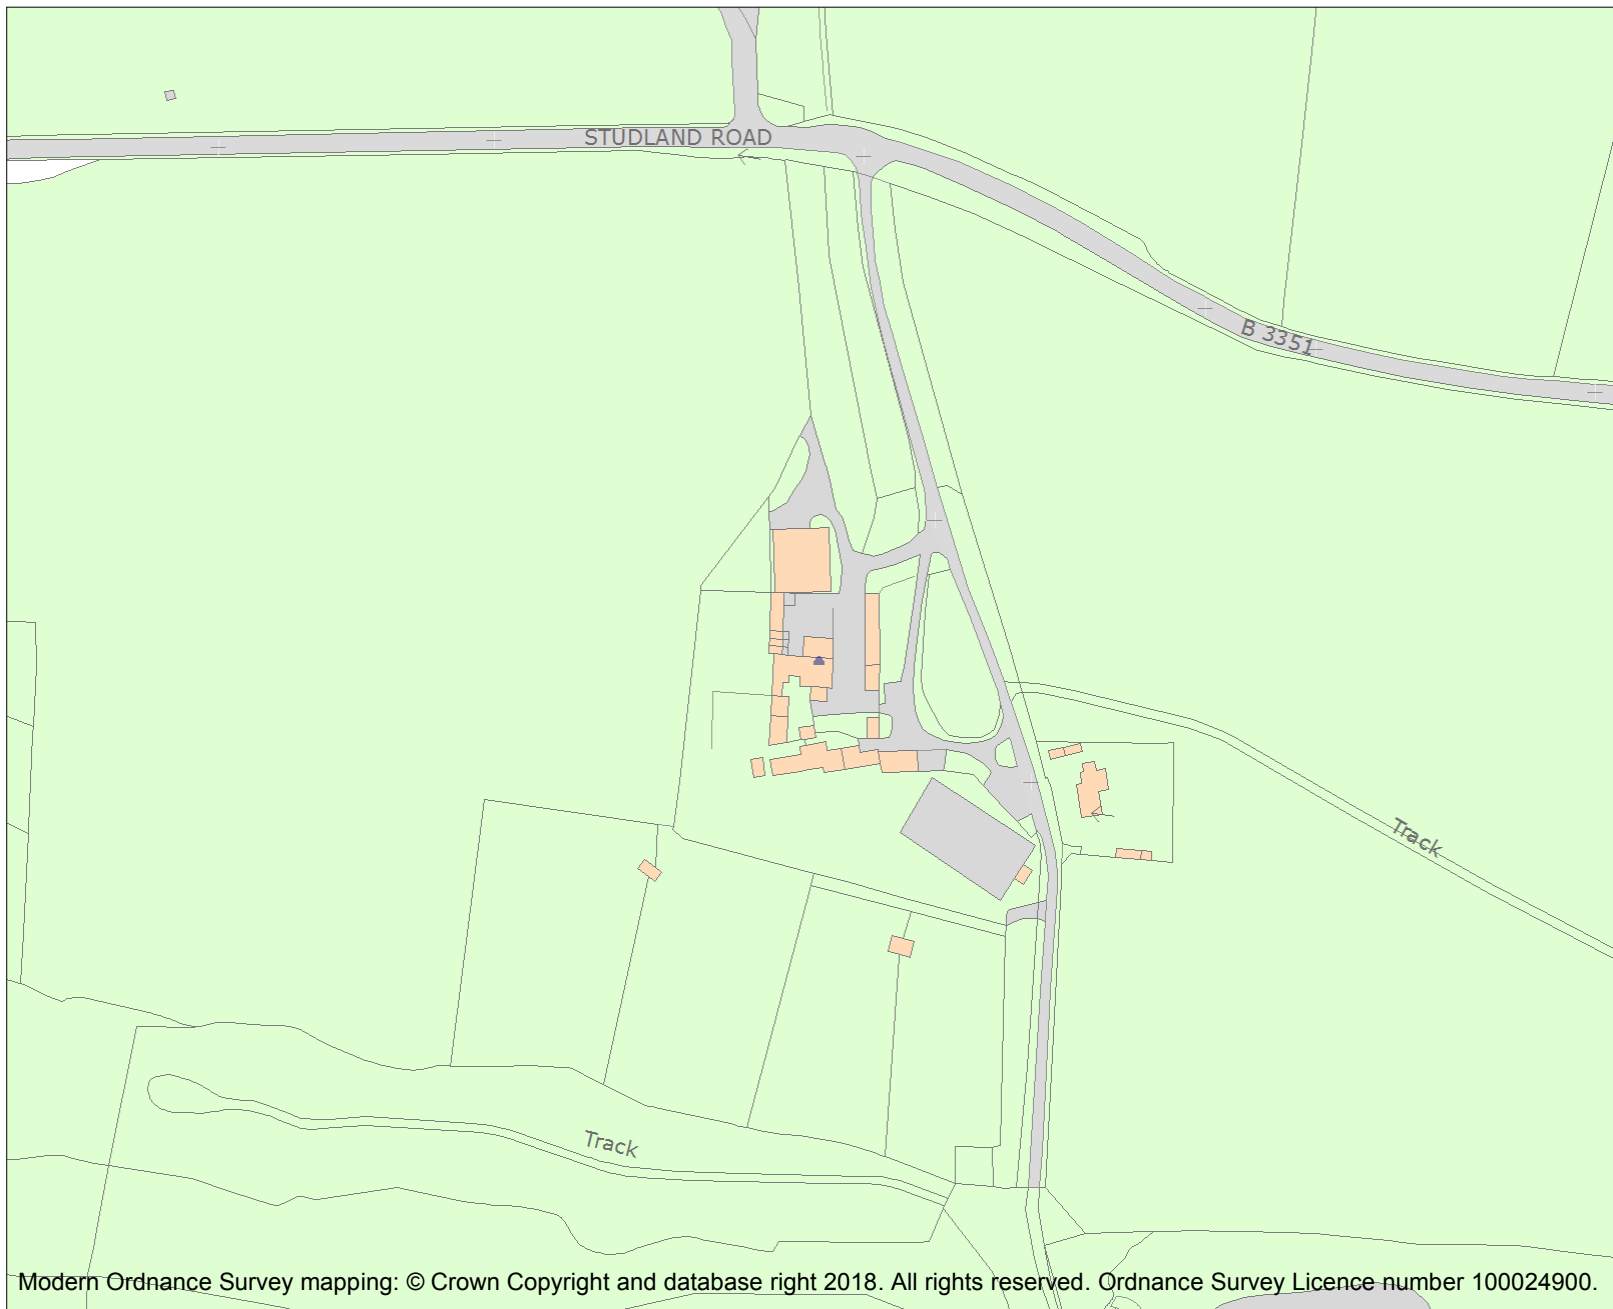 STUDLAND ROAD
B 3351
Track
Track
Modern Ordnance Survey mapping: © Crown Copyright and database right 2018. All rights reserved. Ordnance Survey Licence number 100024900.